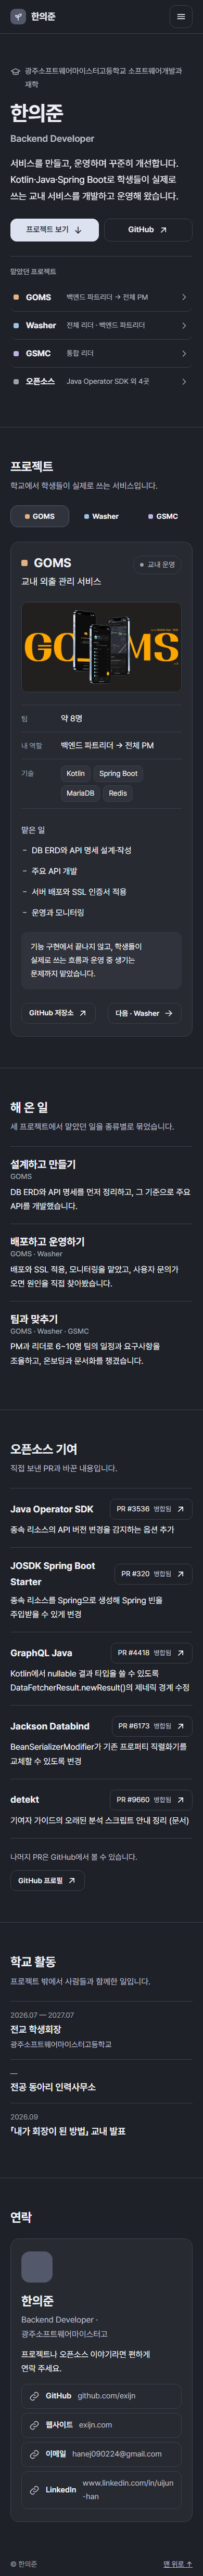 한의준
광주소프트웨어마이스터고등학교 소프트웨어개발과
재학
한의준
Backend Developer
서비스를 만들고, 운영하며 꾸준히 개선합니다.
Kotlin·Java·Spring Boot로 학생들이 실제로
쓰는 교내 서비스를 개발하고 운영해 왔습니다.
프로젝트 보기 ↓ GitHub ↗
맡았던 프로젝트
GOMS 백엔드 파트리더 → 전체 PM
Washer 전체 리더 · 백엔드 파트리더
GSMC 통합 리더
오픈소스 Java Operator SDK 외 4곳
프로젝트
학교에서 학생들이 실제로 쓰는 서비스입니다.
GOMS Washer GSMC
GOMS 교내 운영
교내 외출 관리 서비스
GOMS
팀 약 8명
내 역할 백엔드 파트리더 → 전체 PM
기술 Kotlin Spring Boot
MariaDB Redis
맡은 일
– DB ERD와 API 명세 설계·작성
– 주요 API 개발
– 서버 배포와 SSL 인증서 적용
– 운영과 모니터링
기능 구현에서 끝나지 않고, 학생들이
실제로 쓰는 흐름과 운영 중 생기는
문제까지 맡았습니다.
GitHub 저장소 ↗ 다음 · Washer →
해 온 일
세 프로젝트에서 맡았던 일을 종류별로 묶었습니다.
설계하고 만들기
GOMS
DB ERD와 API 명세를 먼저 정리하고, 그 기준으로 주요
API를 개발했습니다.
배포하고 운영하기
GOMS · Washer
배포와 SSL 적용, 모니터링을 맡았고, 사용자 문의가
오면 원인을 직접 찾아봤습니다.
팀과 맞추기
GOMS · Washer · GSMC
PM과 리더로 6~10명 팀의 일정과 요구사항을
조율하고, 온보딩과 문서화를 챙겼습니다.
오픈소스 기여
직접 보낸 PR과 바꾼 내용입니다.
Java Operator SDK PR #3536 병합됨 ↗
종속 리소스의 API 버전 변경을 감지하는 옵션 추가
JOSDK Spring Boot
Starter PR #320 병합됨 ↗
종속 리소스를 Spring으로 생성해 Spring 빈을
주입받을 수 있게 변경
GraphQL Java PR #4418 병합됨 ↗
Kotlin에서 nullable 결과 타입을 쓸 수 있도록
DataFetcherResult.newResult()의 제네릭 경계 수정
Jackson Databind PR #6173 병합됨 ↗
BeanSerializerModifier가 기존 프로퍼티 직렬화기를
교체할 수 있도록 변경
detekt PR #9660 병합됨 ↗
기여자 가이드의 오래된 분석 스크립트 안내 정리 (문서)
나머지 PR은 GitHub에서 볼 수 있습니다.
GitHub 프로필 ↗
학교 활동
프로젝트 밖에서 사람들과 함께한 일입니다.
2026.07 — 2027.07
전교 학생회장
광주소프트웨어마이스터고등학교
—
전공 동아리 인력사무소
2026.09
「내가 회장이 된 방법」 교내 발표
연락
한의준
Backend Developer ·
광주소프트웨어마이스터고
프로젝트나 오픈소스 이야기라면 편하게
연락 주세요.
GitHub github.com/exijn
웹사이트 exijn.com
이메일 hanej090224@gmail.com
LinkedIn www.linkedin.com/in/uijun
-han
© 한의준 맨 위로 ↑